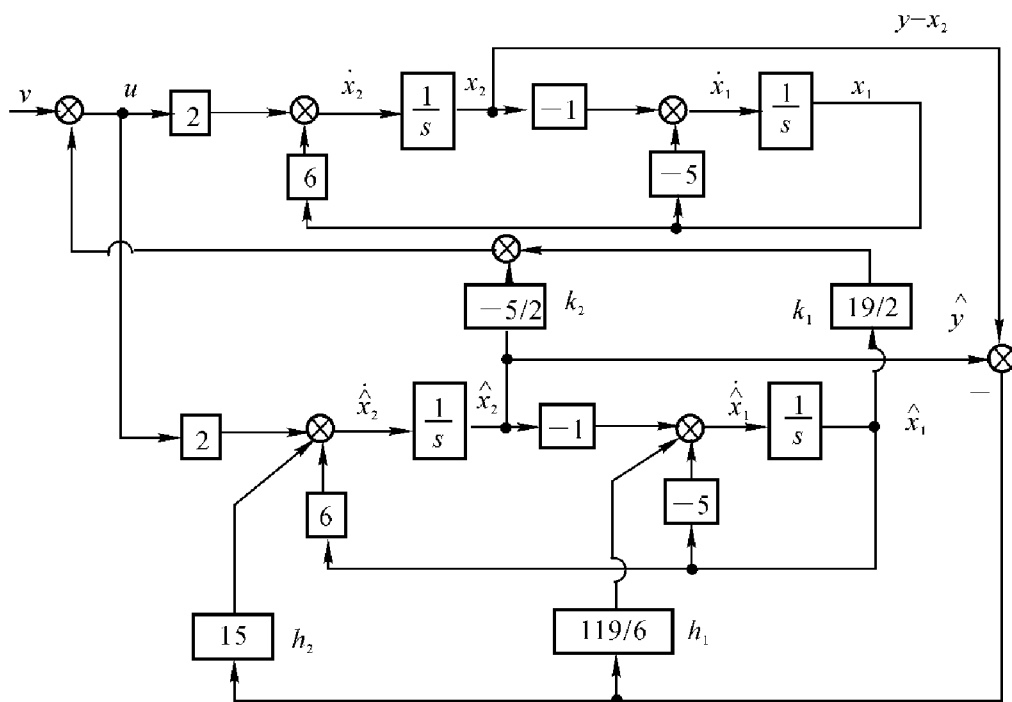 y−x₂
v u 2 ẋ₂ 1/s x₂ −1 ẋ₁ 1/s x₁
6 −5
−5/2 k₂ k₁ 19/2 ŷ
−
2 x̂̇₂ 1/s x̂₂ −1 x̂̇₁ 1/s x̂₁
6 −5
15 h₂ 119/6 h₁